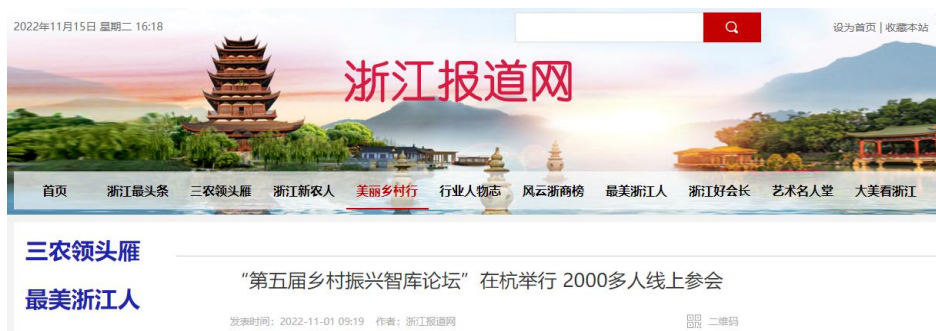 2022年11月15日 星期二 16:18
设为首页 | 收藏本站
浙江报道网
首页 浙江最头条 三农领头雁 浙江新农人 美丽乡村行 行业人物志 风云浙商榜 最美浙江人 浙江好会长 艺术名人堂 大美看浙江
三农领头雁
最美浙江人
“第五届乡村振兴智库论坛”在杭举行 2000多人线上参会
发表时间：2022-11-01 09:19 作者：浙江报道网
二维码